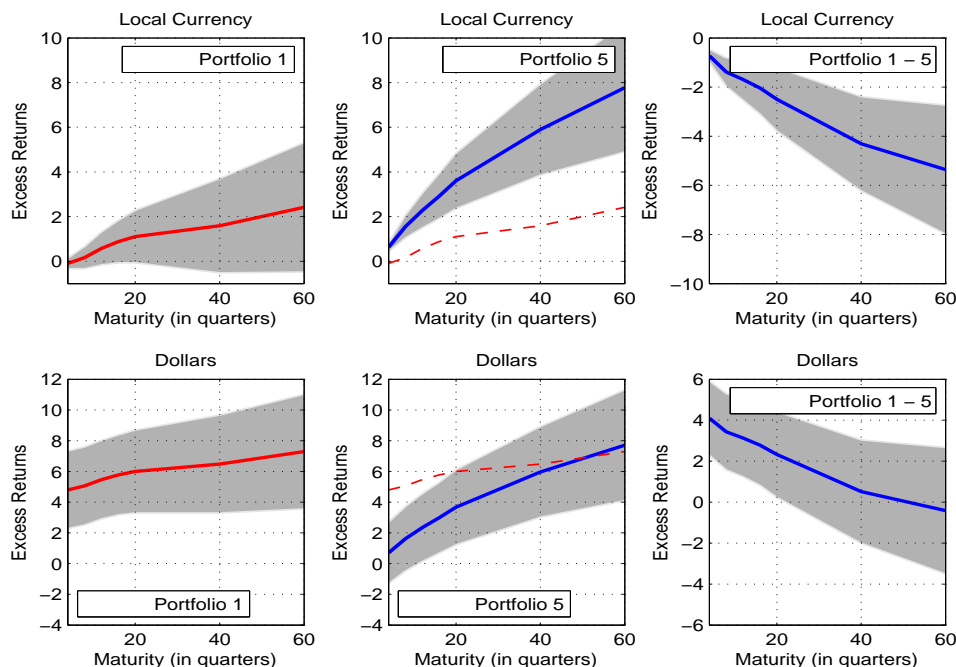 Local Currency
Local Currency
Local Currency
Portfolio 1
Portfolio 5
Portfolio 1 − 5
Excess Returns
10
8
6
4
2
0
20
40
60
Maturity (in quarters)
Excess Returns
10
8
6
4
2
0
20
40
60
Maturity (in quarters)
Excess Returns
0
−2
−4
−6
−8
−10
20
40
60
Maturity (in quarters)
Dollars
Dollars
Dollars
Portfolio 1
Portfolio 5
Portfolio 1 − 5
Excess Returns
12
10
8
6
4
2
0
−2
−4
20
40
60
Maturity (in quarters)
Excess Returns
12
10
8
6
4
2
0
−2
−4
20
40
60
Maturity (in quarters)
Excess Returns
6
4
2
0
−2
−4
−6
20
40
60
Maturity (in quarters)